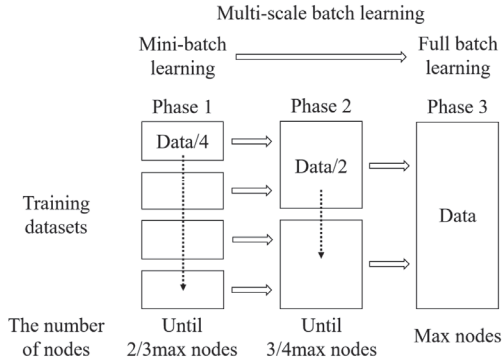 Multi-scale batch learning
Mini-batch
learning
Full batch
learning
Phase 1
Phase 2
Phase 3
Data/4
Data/2
Data
Training
datasets
The number
of nodes
Until
2/3max nodes
Until
3/4max nodes
Max nodes